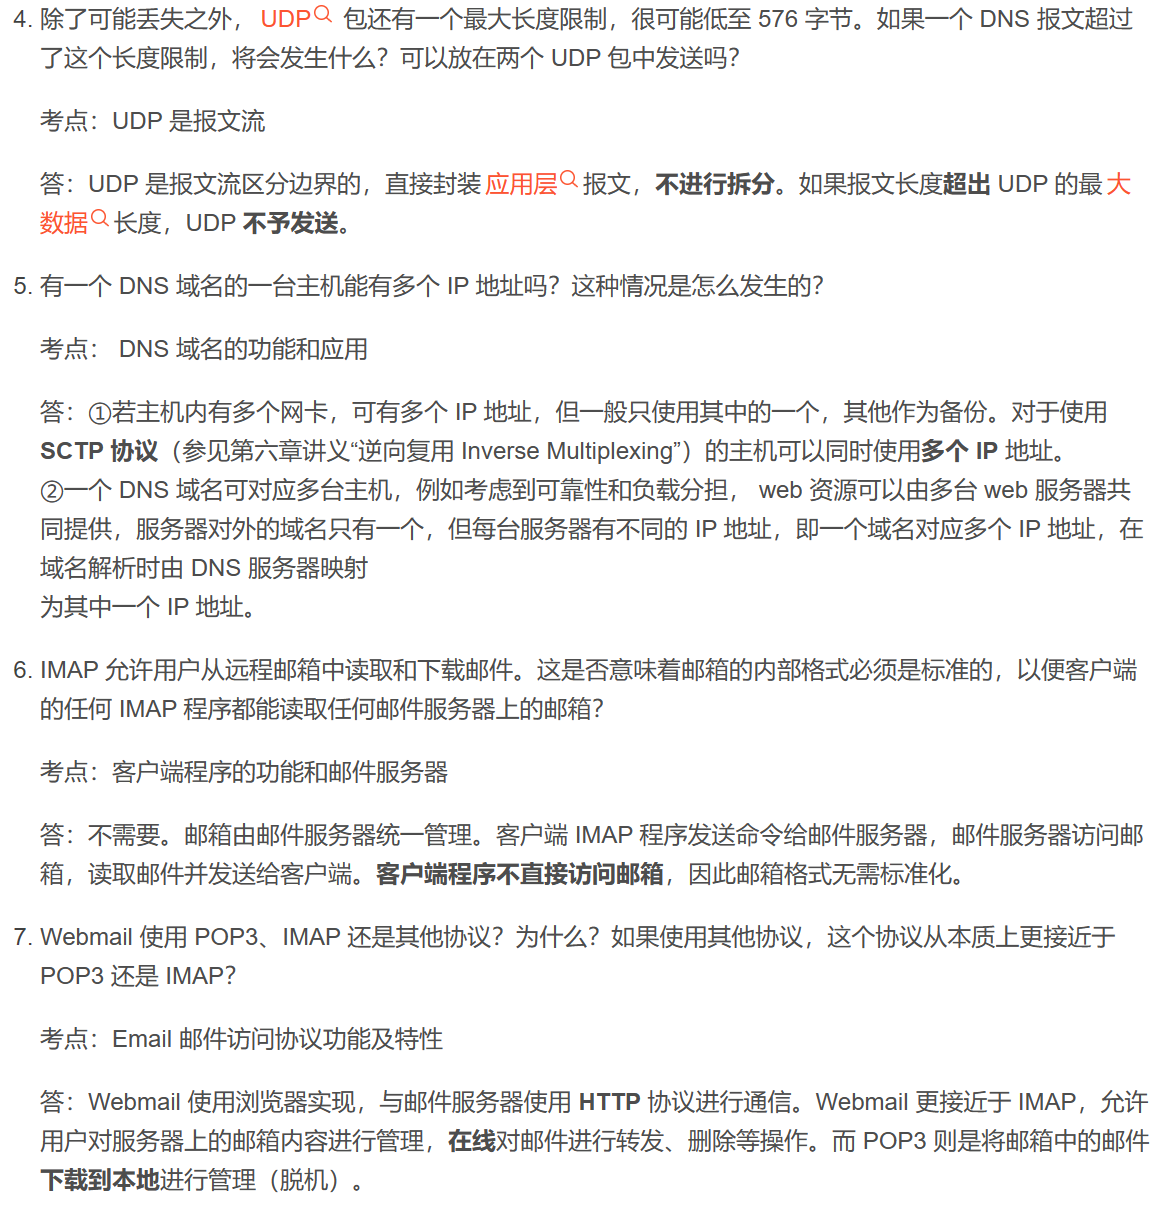 4. 除了可能丢失之外， UDP 包还有一个最大长度限制，很可能低至 576 字节。如果一个 DNS 报文超过
了这个长度限制，将会发生什么？可以放在两个 UDP 包中发送吗？
考点：UDP 是报文流
答：UDP 是报文流区分边界的，直接封装应用层报文，不进行拆分。如果报文长度超出 UDP 的最大
数据长度，UDP 不予发送。
5. 有一个 DNS 域名的一台主机能有多个 IP 地址吗？这种情况是怎么发生的？
考点： DNS 域名的功能和应用
答：①若主机内有多个网卡，可有多个 IP 地址，但一般只使用其中的一个，其他作为备份。对于使用
SCTP 协议（参见第六章讲义“逆向复用 Inverse Multiplexing”）的主机可以同时使用多个 IP 地址。
②一个 DNS 域名可对应多台主机，例如考虑到可靠性和负载分担， web 资源可以由多台 web 服务器共
同提供，服务器对外的域名只有一个，但每台服务器有不同的 IP 地址，即一个域名对应多个 IP 地址，在
域名解析时由 DNS 服务器映射
为其中一个 IP 地址。
6. IMAP 允许用户从远程邮箱中读取和下载邮件。这是否意味着邮箱的内部格式必须是标准的，以便客户端
的任何 IMAP 程序都能读取任何邮件服务器上的邮箱？
考点：客户端程序的功能和邮件服务器
答：不需要。邮箱由邮件服务器统一管理。客户端 IMAP 程序发送命令给邮件服务器，邮件服务器访问邮
箱，读取邮件并发送给客户端。客户端程序不直接访问邮箱，因此邮箱格式无需标准化。
7. Webmail 使用 POP3、IMAP 还是其他协议？为什么？如果使用其他协议，这个协议从本质上更接近于
POP3 还是 IMAP？
考点：Email 邮件访问协议功能及特性
答：Webmail 使用浏览器实现，与邮件服务器使用 HTTP 协议进行通信。Webmail 更接近于 IMAP，允许
用户对服务器上的邮箱内容进行管理，在线对邮件进行转发、删除等操作。而 POP3 则是将邮箱中的邮件
下载到本地进行管理（脱机）。